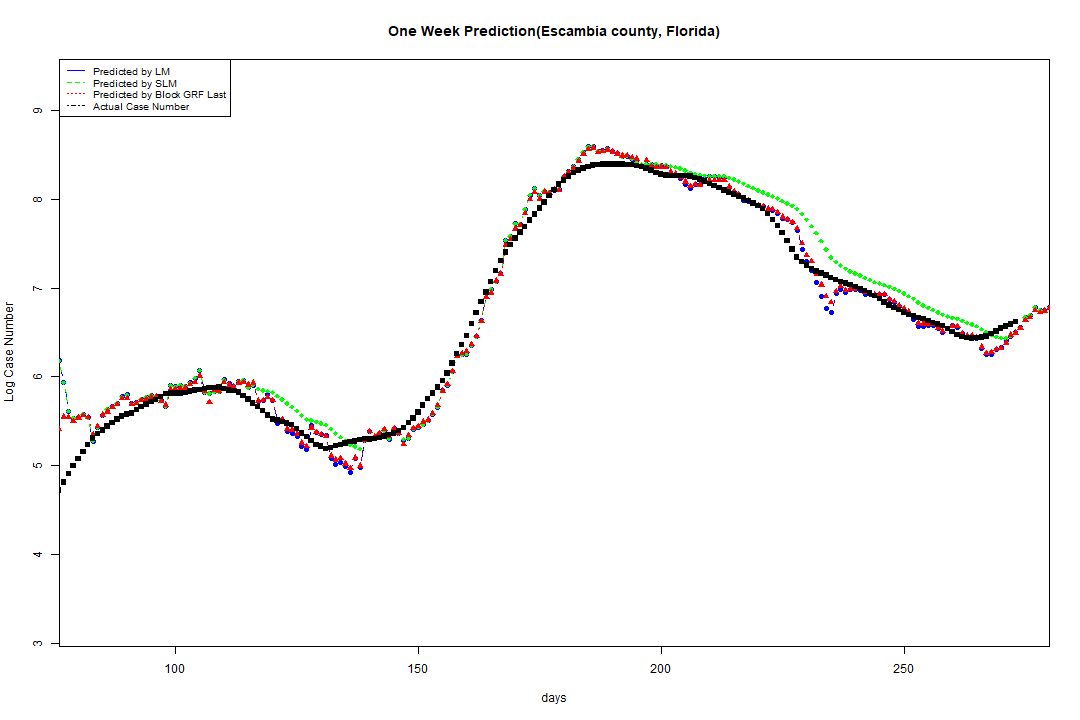 One Week Prediction(Escambia county, Florida)
Predicted by LM
Predicted by SLM
Predicted by Block GRF Last
Actual Case Number
9
8
7
6
5
4
3
Log Case Number
100 150 200 250
days